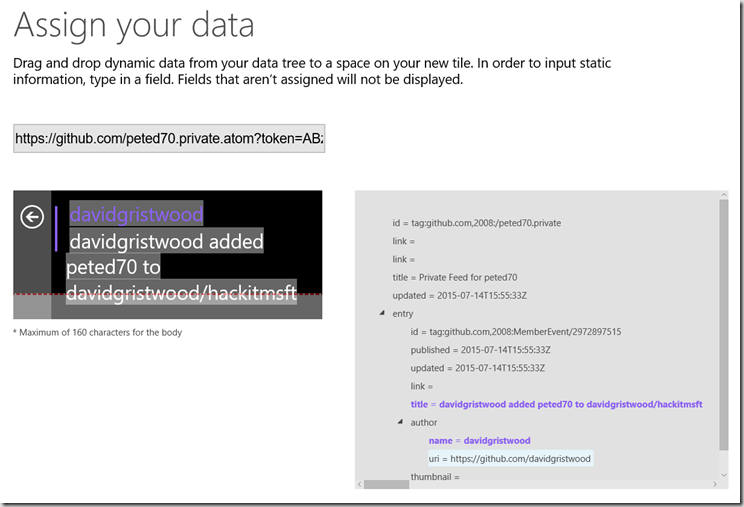 Assign your data
Drag and drop dynamic data from your data tree to a space on your new tile. In order to input static
information, type in a field. Fields that aren't assigned will not be displayed.
https://github.com/peted70.private.atom?token=AB
davidgristwood
davidgristwood added
peted70 to
davidgristwood/hackitmsft
* Maximum of 160 characters for the body
id = tag:github.com,2008:/peted70.private
link =
link =
title = Private Feed for peted70
updated = 2015-07-14T15:55:33Z
entry
id = tag:github.com,2008:MemberEvent/2972897515
published = 2015-07-14T15:55:33Z
updated = 2015-07-14T15:55:33Z
link =
title = davidgristwood added peted70 to davidgristwood/hackitmsft
author
name = davidgristwood
uri = https://github.com/davidgristwood
thumbnail =